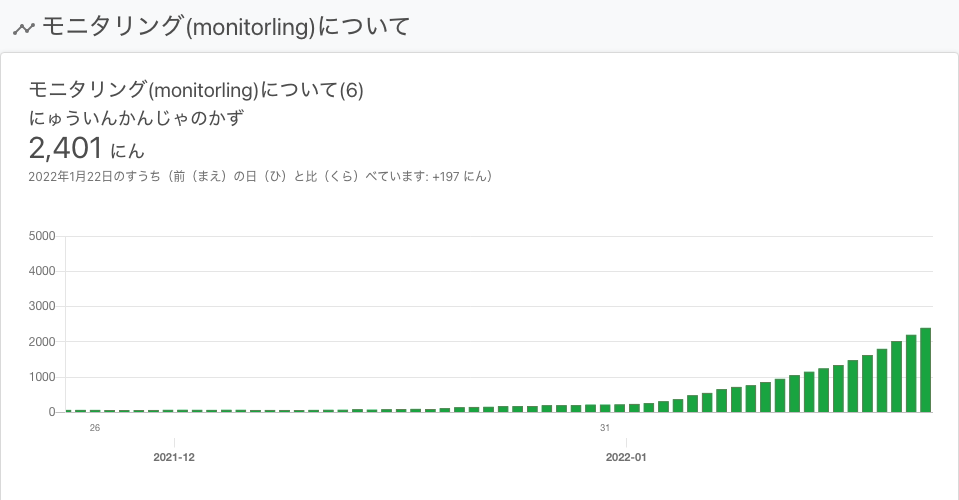 モニタリング(monitorling)について
モニタリング(monitorling)について(6)
にゅういんかんじゃのかず
2,401 にん
2022年1月22日のすうち（前（まえ）の日（ひ）と比（くら）べています: +197 にん）
5000
4000
3000
2000
1000
0
26
31
2021-12
2022-01